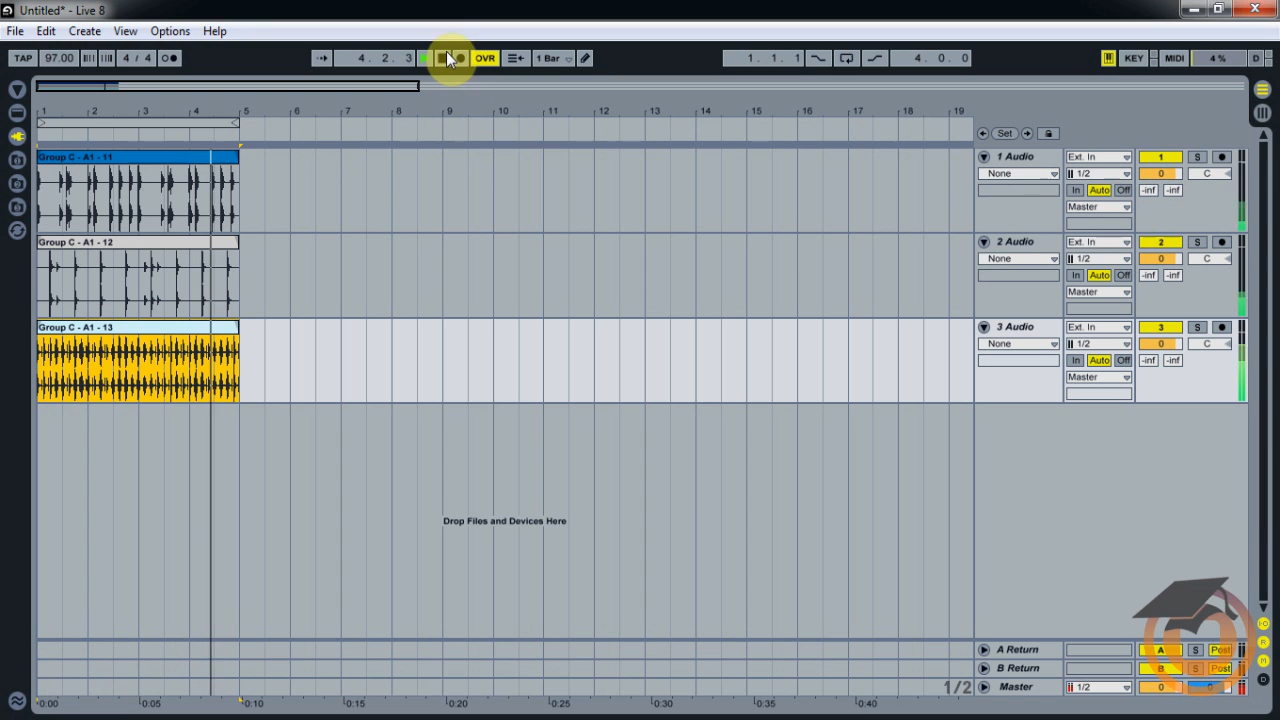 Untitled* - Live 8
File Edit Create View Options Help
TAP 97.00 4 / 4 4. 2. 3 OVR 1 Bar 1. 1. 1 4. 0. 0 KEY MIDI 4 % D
1 2 3 4 5 6 7 8 9 10 11 12 13 14 15 16 17 18 19
Set
Group C - A1 - 11
1 Audio Ext. In 1 S
None 1/2 0 C
In Auto Off -inf -inf
Master
Group C - A1 - 12
2 Audio Ext. In 2 S
None 1/2 0 C
In Auto Off -inf -inf
Master
Group C - A1 - 13
3 Audio Ext. In 3 S
None 1/2 0 C
In Auto Off -inf -inf
Master
Drop Files and Devices Here
A Return A S Post
B Return B S Post
1/2 Master 1/2 0 0
0:00 0:05 0:10 0:15 0:20 0:25 0:30 0:35 0:40